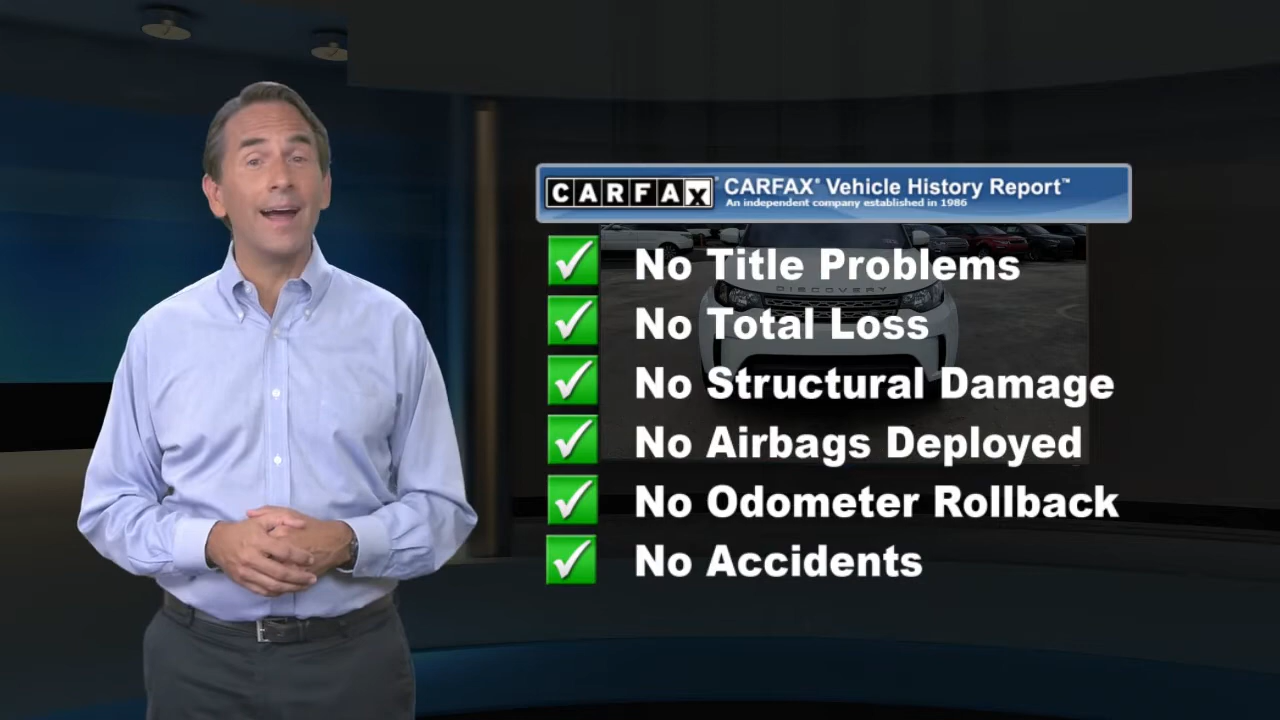 CARFAX® CARFAX® Vehicle History Report™
An independent company established in 1986
No Title Problems
DISCOVERY
No Total Loss
No Structural Damage
No Airbags Deployed
No Odometer Rollback
No Accidents